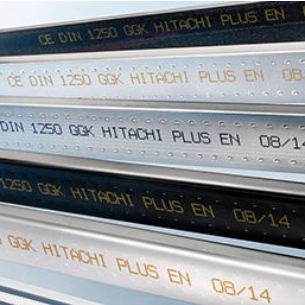 CE DIN 1250 GGK HITACHI PLUS EN
CE DIN 1250 GGK HITACHI PLUS EN 08
DIN 1250 GGK HITACHI PLUS EN 08/14
1250 GGK HITACHI PLUS EN 08/14
GGK HITACHI PLUS EN 08/14